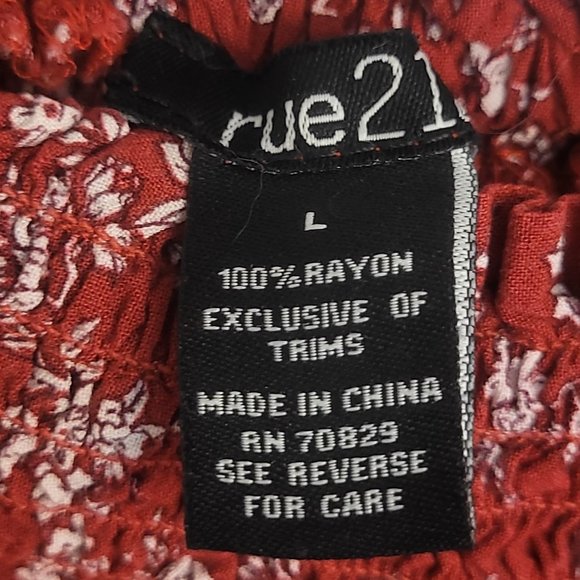 rue21
L
100% RAYON
EXCLUSIVE OF
TRIMS
MADE IN CHINA
RN 70829
SEE REVERSE
FOR CARE